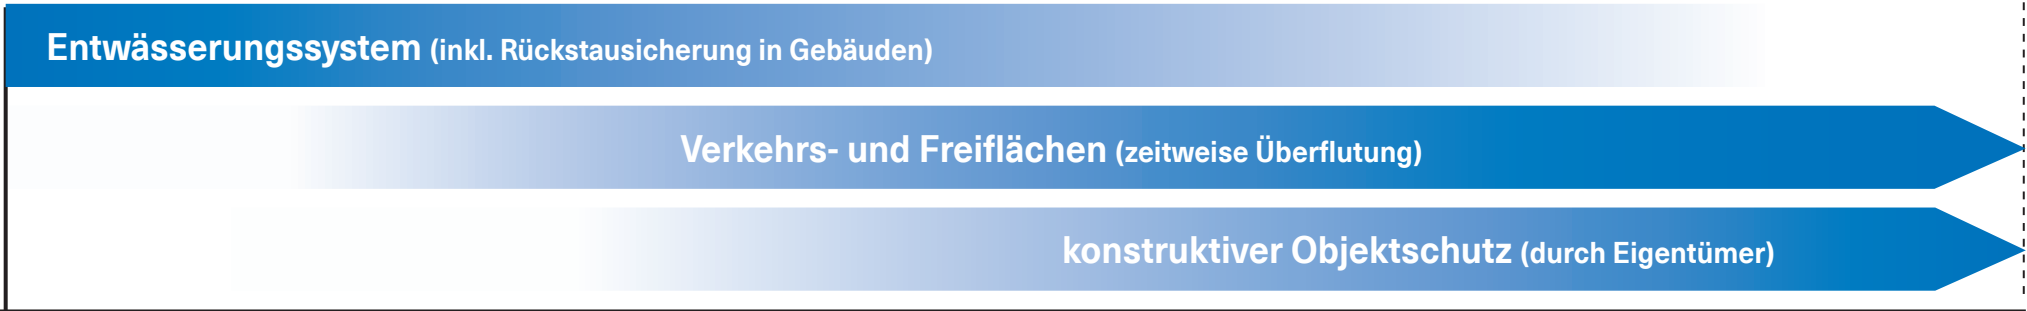 Entwässerungssystem (inkl. Rückstausicherung in Gebäuden)
Verkehrs- und Freiflächen (zeitweise Überflutung)
konstruktiver Objektschutz (durch Eigentümer)